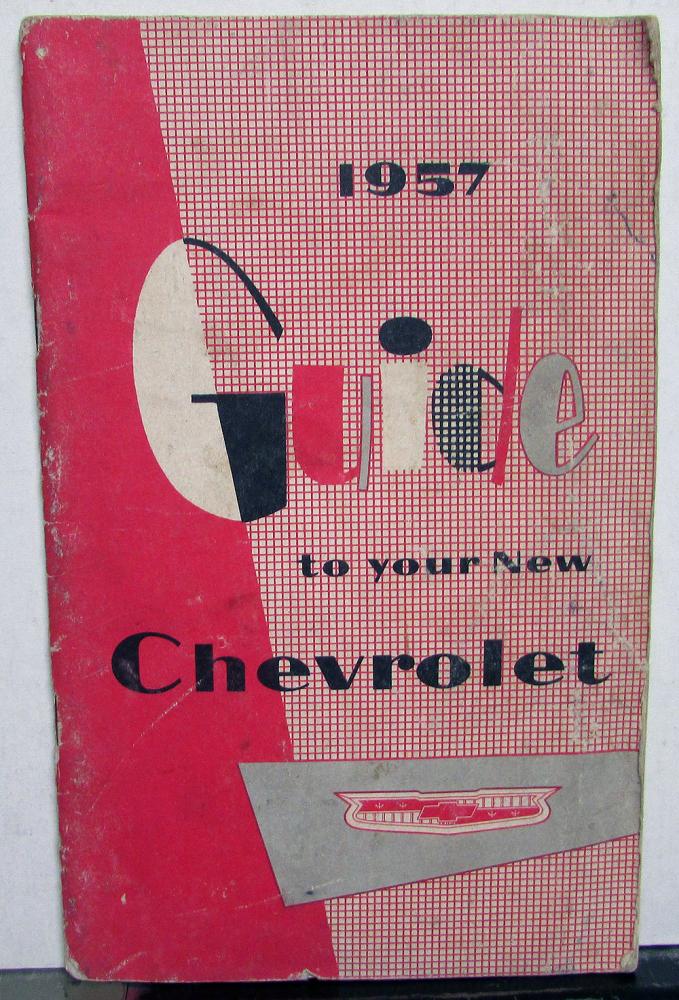 1957
Guide
to your New
Chevrolet